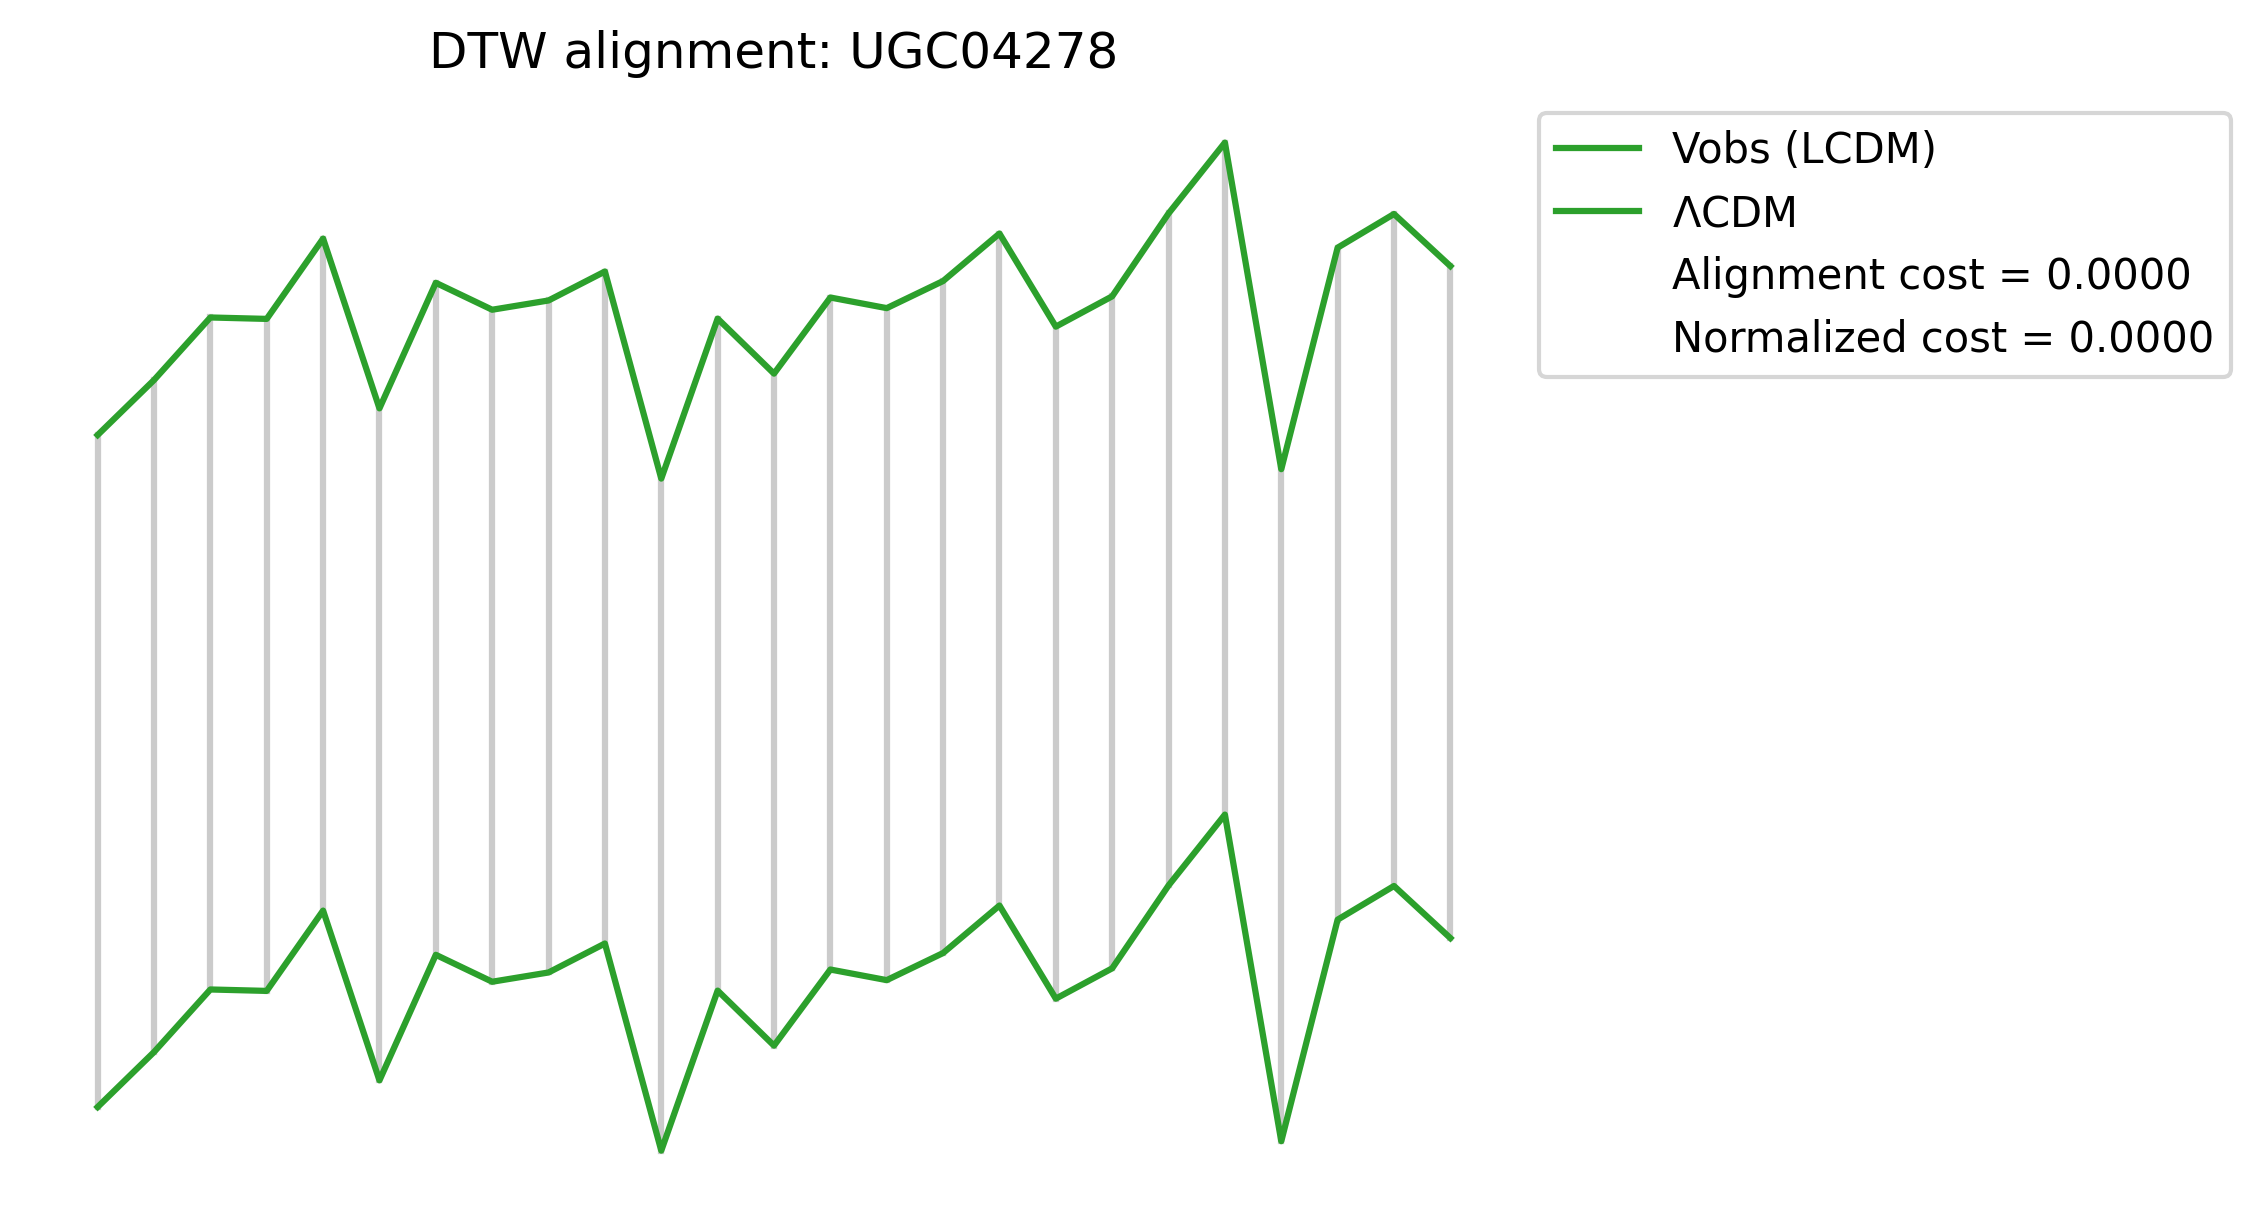 DTW alignment: UGC04278
Vobs (LCDM)
ΛCDM
Alignment cost = 0.0000
Normalized cost = 0.0000